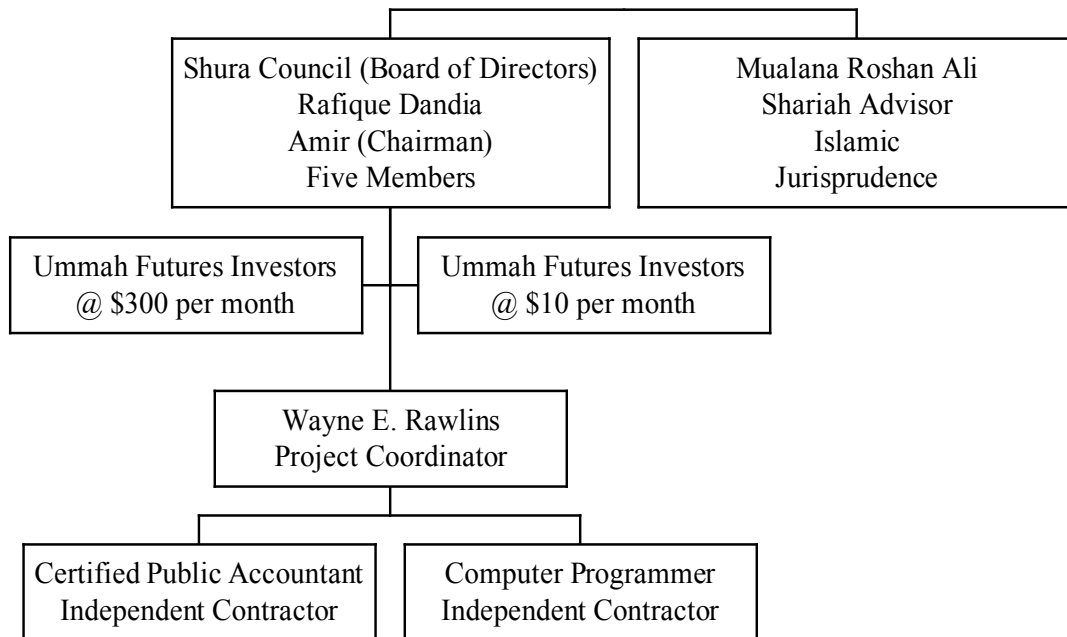 Shura Council (Board of Directors)
Rafique Dandia
Amir (Chairman)
Five Members
Mualana Roshan Ali
Shariah Advisor
Islamic
Jurisprudence
Ummah Futures Investors
@ $300 per month
Ummah Futures Investors
@ $10 per month
Wayne E. Rawlins
Project Coordinator
Certified Public Accountant
Independent Contractor
Computer Programmer
Independent Contractor